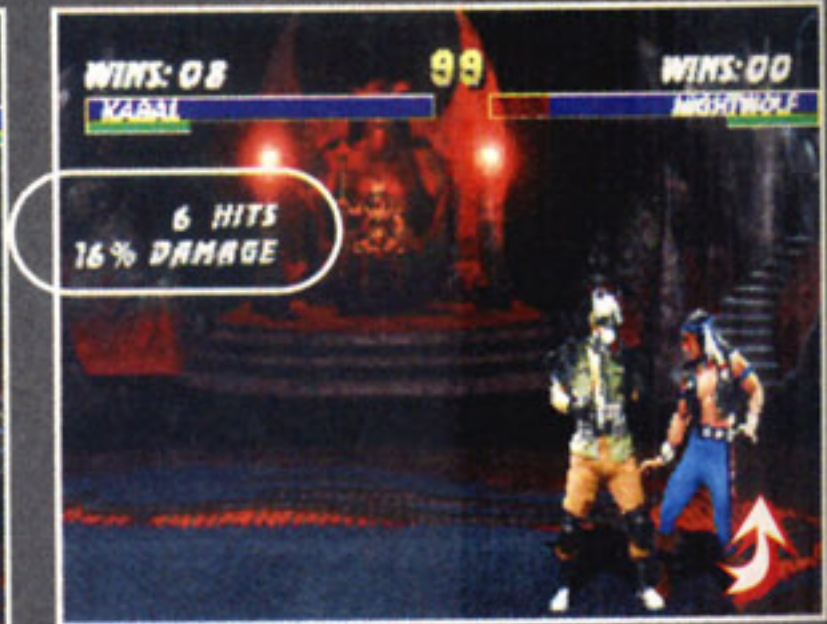 WINS: 08
99
WINS: 00
KABAL
NIGHTWOLF
6 HITS
16% DAMAGE